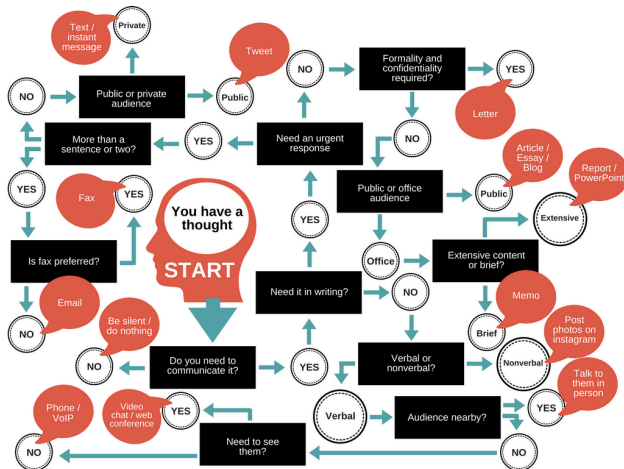 Text /
instant
message
Private
Tweet
NO
Public or private
audience
Public
NO
Formality and
confidentiality
required?
YES
Letter
More than a
sentence or two?
YES
Need an urgent
response
NO
YES
Fax
YES
You have a
thought
START
YES
Public or office
audience
Public
Article /
Essay /
Blog
Report /
PowerPoint
Extensive
Is fax preferred?
Need it in writing?
Office
NO
Extensive content
or brief?
Email
NO
Be silent /
do nothing
NO
Do you need to
communicate it?
YES
Verbal or
nonverbal?
Memo
Brief
Nonverbal
Post
photos on
instagram
Talk to
them in
person
Phone /
VoIP
NO
Video
chat / web
conference
YES
Need to see
them?
Verbal
Audience nearby?
YES
NO